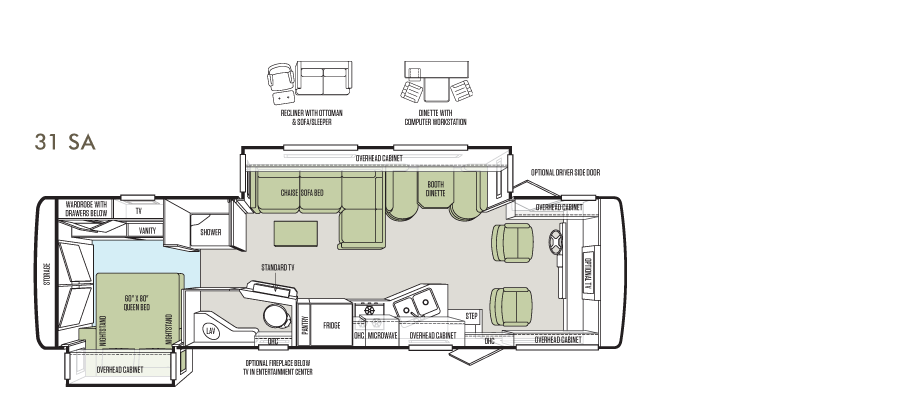 RECLINER WITH OTTOMAN
& SOFA/SLEEPER
DINETTE WITH
COMPUTER WORKSTATION
31 SA
OVERHEAD CABINET
OPTIONAL DRIVER SIDE DOOR
CHAISE SOFA BED
BOOTH
DINETTE
WARDROBE WITH
DRAWERS BELOW
TV
VANITY
SHOWER
OVERHEAD CABINET
STORAGE
STANDARD TV
OPTIONAL TV
60" X 80"
QUEEN BED
NIGHTSTAND
NIGHTSTAND
LAV
OHC
PANTRY
FRIDGE
OHC
MICROWAVE
OVERHEAD CABINET
STEP
OHC
OVERHEAD CABINET
OVERHEAD CABINET
OPTIONAL FIREPLACE BELOW
TV IN ENTERTAINMENT CENTER